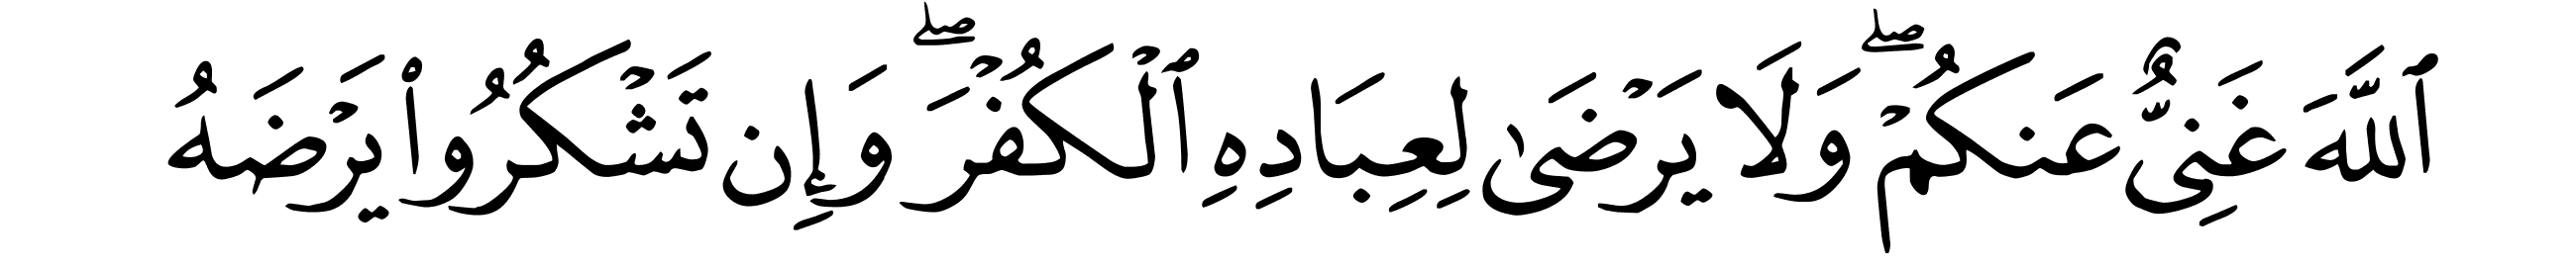 ٱللَّهَ غَنِىٌّ عَنكُمْ ۖ وَلَا يَرْضَىٰ لِعِبَادِهِ ٱلْكُفْرَ ۖ وَإِن تَشْكُرُوا۟ يَرْضَهُ